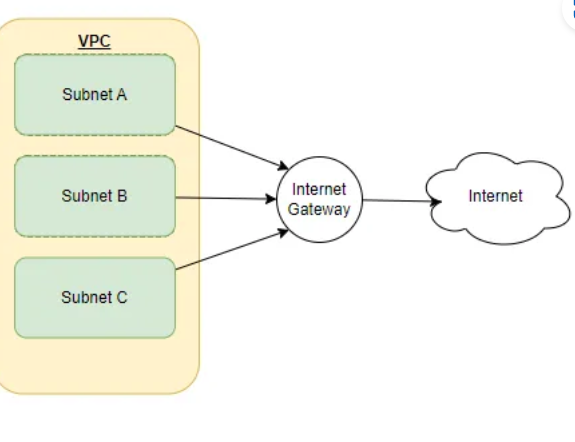 VPC
Subnet A
Subnet B
Subnet C
Internet
Gateway
Internet